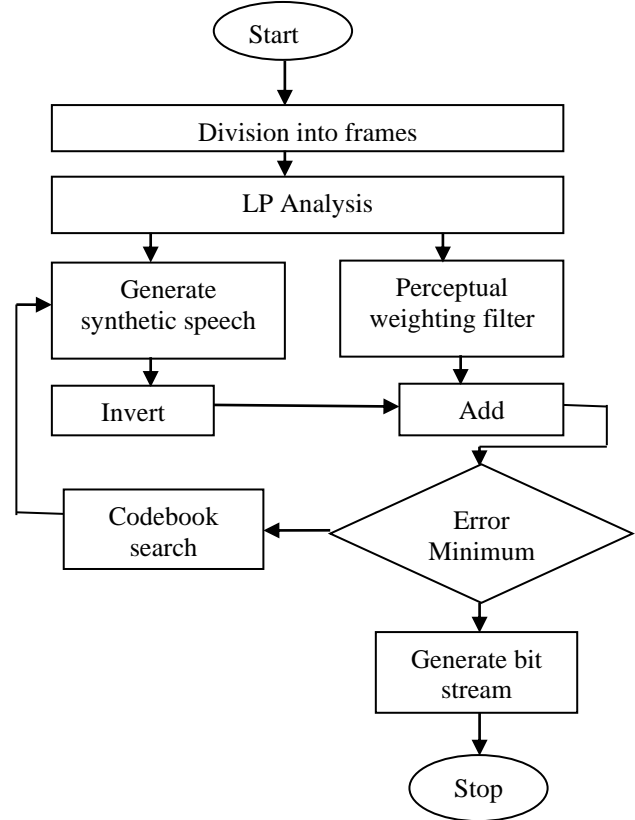 Start
Division into frames
LP Analysis
Generate
synthetic speech
Perceptual
weighting filter
Invert
Add
Codebook
search
Error
Minimum
Generate bit
stream
Stop